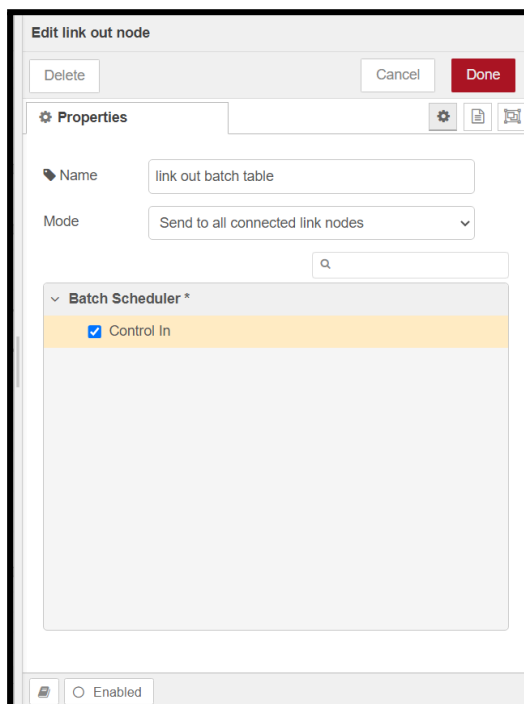 Edit link out node
Delete Cancel Done
Properties
Name link out batch table
Mode Send to all connected link nodes
Batch Scheduler *
Control In
Enabled